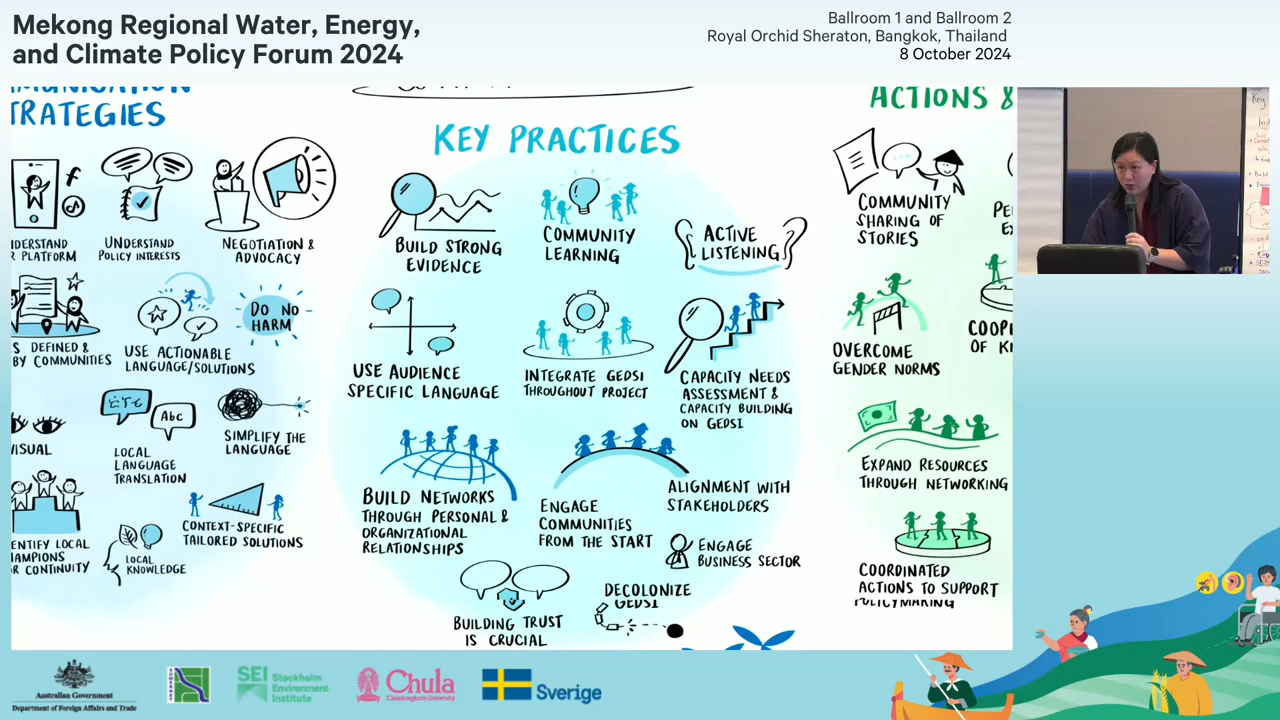 Mekong Regional Water, Energy,
and Climate Policy Forum 2024
Ballroom 1 and Ballroom 2
Royal Orchid Sheraton, Bangkok, Thailand
8 October 2024
TRATEGIES
UNDERSTAND
POLICY INTERESTS
NEGOTIATION &
ADVOCACY
PLATFORM
DEFINED &
BY COMMUNITIES
USE ACTIONABLE
LANGUAGE/SOLUTIONS
DO NO
HARM
Abc
LOCAL
LANGUAGE
TRANSLATION
SIMPLIFY THE
LANGUAGE
CONTEXT-SPECIFIC
TAILORED SOLUTIONS
LOCAL
KNOWLEDGE
ENTIFY LOCAL
AMPIONS
R CONTINUITY
KEY PRACTICES
BUILD STRONG
EVIDENCE
COMMUNITY
LEARNING
ACTIVE
LISTENING
USE AUDIENCE
SPECIFIC LANGUAGE
INTEGRATE GEDSI
THROUGHOUT PROJECT
CAPACITY NEEDS
ASSESSMENT &
CAPACITY BUILDING
ON GEDSI
BUILD NETWORKS
THROUGH PERSONAL &
ORGANIZATIONAL
RELATIONSHIPS
ENGAGE
COMMUNITIES
FROM THE START
ALIGNMENT WITH
STAKEHOLDERS
ENGAGE
BUSINESS SECTOR
BUILDING TRUST
IS CRUCIAL
DECOLONIZE
GEDSI
ACTIONS &
COMMUNITY
SHARING OF
STORIES
OVERCOME
GENDER NORMS
COOP
OF K
EXPAND RESOURCES
THROUGH NETWORKING
COORDINATED
ACTIONS TO SUPPORT
POLICYMAKING
Australian Government
Department of Foreign Affairs and Trade
SEI Stockholm
Environment
Institute
Chula
Chulalongkorn University
Sverige